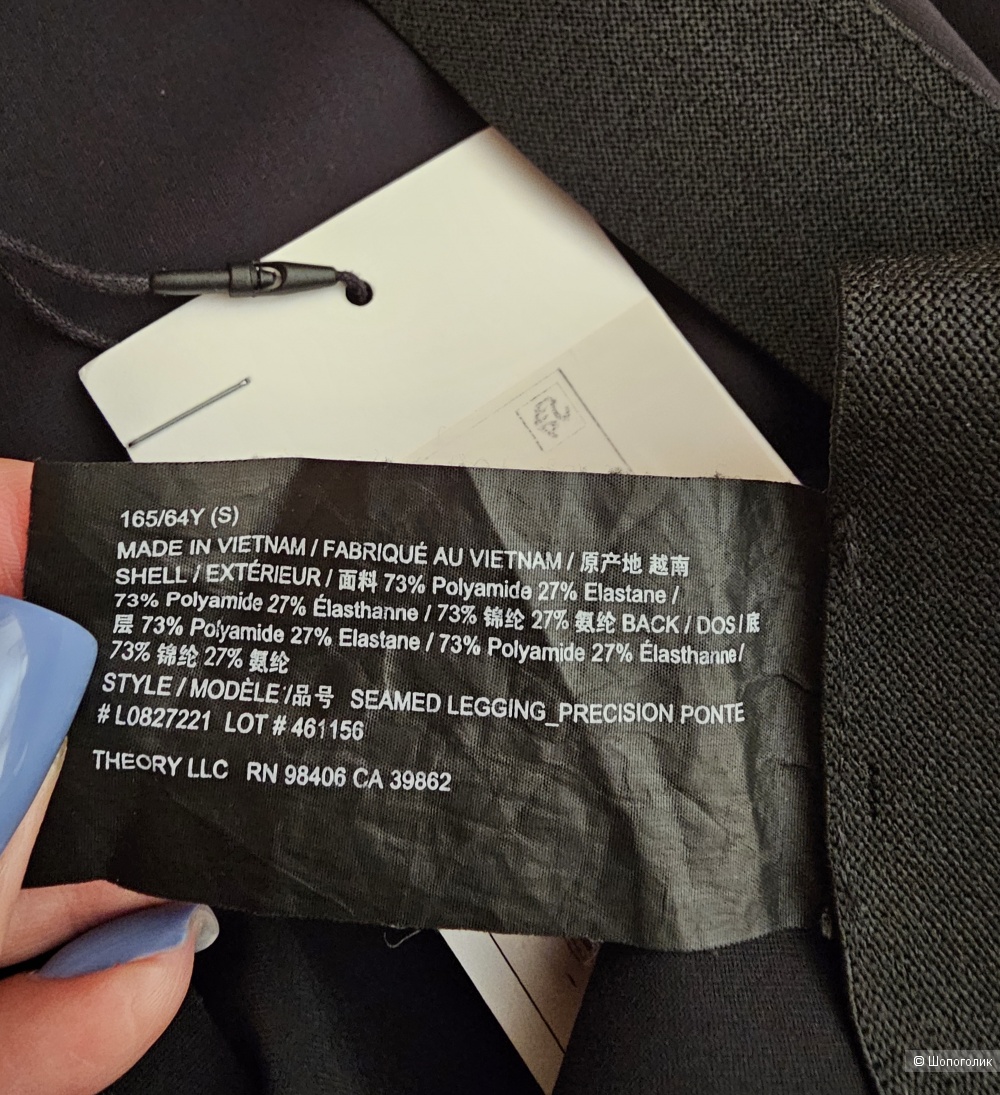 165/64Y (S)
MADE IN VIETNAM / FABRIQUÉ AU VIETNAM / 原产地 越南
SHELL / EXTÉRIEUR / 面料 73% Polyamide 27% Elastane /
73% Polyamide 27% Élasthanne / 73% 锦纶 27% 氨纶 BACK / DOS / 底
层 73% Polyamide 27% Elastane / 73% Polyamide 27% Élasthanne /
73% 锦纶 27% 氨纶
STYLE / MODÈLE / 品号 SEAMED LEGGING_PRECISION PONTE
# L0827221 LOT # 461156
THEORY LLC RN 98406 CA 39862
© Шопоголик